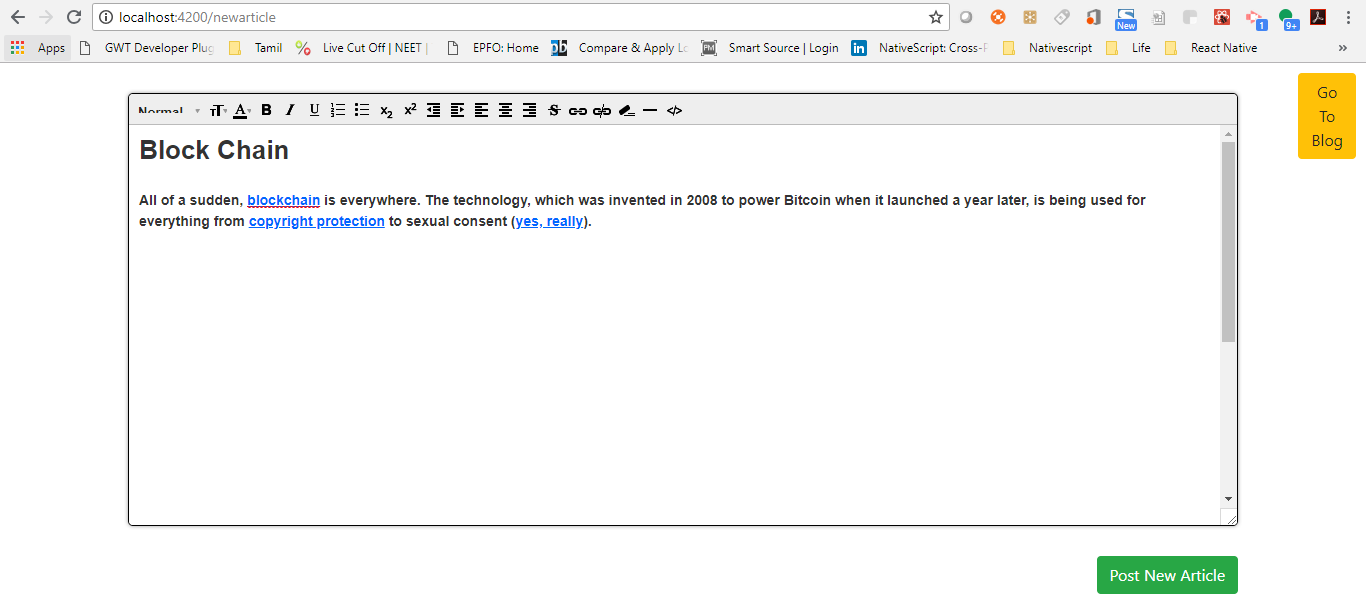 localhost:4200/newarticle
New 1 9+
Apps GWT Developer Plug Tamil Live Cut Off | NEET | EPFO: Home Compare & Apply Lo Smart Source | Login NativeScript: Cross-P Nativescript Life React Native »
Go
To
Blog
Normal
Block Chain
All of a sudden, blockchain is everywhere. The technology, which was invented in 2008 to power Bitcoin when it launched a year later, is being used for
everything from copyright protection to sexual consent (yes, really).
Post New Article